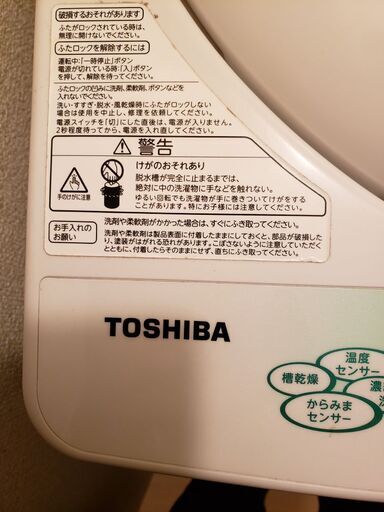 破損するおそれがあります
ふたがロックされている時は、
無理に開けないでください。
ふたロックを解除するには
運転中:「一時停止」ボタン
電源が切れている時:「入」ボタン
を押して、解除を待ってください。
ふたロックの凹みに洗剤、柔軟剤、ボタンなどを
入れないでください。
洗い・すすぎ・脱水・風乾燥時にふたがロックしない
場合は使用を中止し、修理を依頼してください。
電源スイッチを「切」にした直後は、電源が入りません。
2秒程度待ってから、電源を入れ直してください。
警告
手のけがに注意
けがのおそれあり
脱水槽が完全に止まるまでは、
絶対に中の洗濯物に手などを触れない。
ゆるい回転でも洗濯物が手に巻きついてけがをする
ことがあります。特にお子様には注意してください。
お手入れの
お願い
洗剤や柔軟剤がかかった場合は、すぐにふき取ってください。
洗剤や柔軟剤は製品表面に付着したままにしておくと、部品が破損した
り、塗装がはがれる恐れがあります。こぼさないように注意していただく
とともに、付着したらそのままにせず、直ちにふき取ってください。
TOSHIBA
温度
センサー
槽乾燥
からみま
センサー